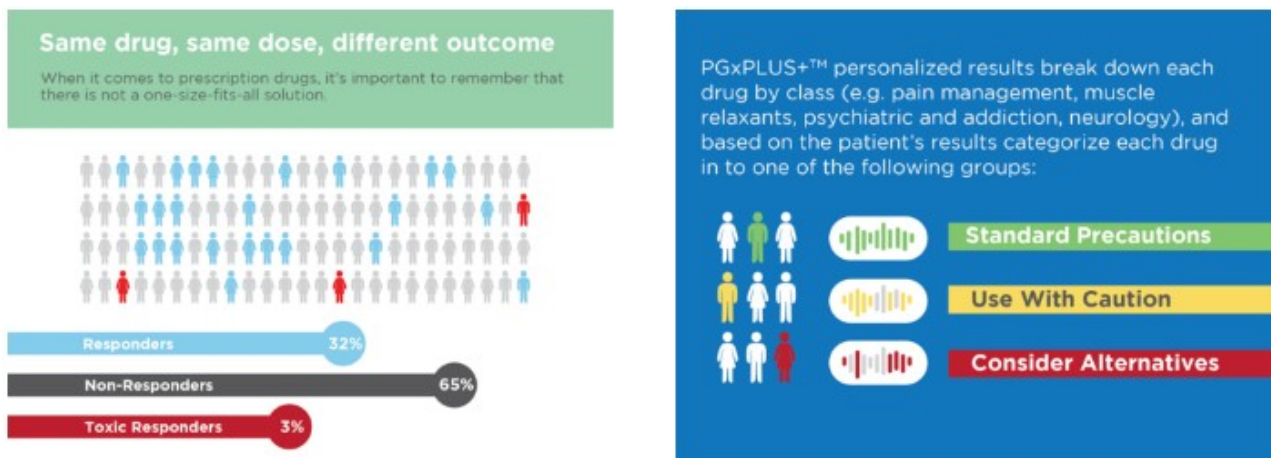 Same drug, same dose, different outcome
When it comes to prescription drugs, it's important to remember that
there is not a one-size-fits-all solution.
Responders
32%
Non-Responders
65%
Toxic Responders
3%
PGxPLUS+™ personalized results break down each
drug by class (e.g. pain management, muscle
relaxants, psychiatric and addiction, neurology), and
based on the patient's results categorize each drug
in to one of the following groups:
Standard Precautions
Use With Caution
Consider Alternatives